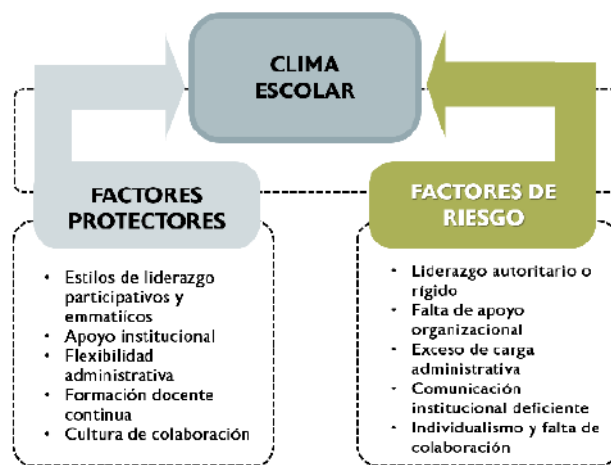 CLIMA
ESCOLAR
FACTORES
PROTECTORES
• Estilos de liderazgo
participativos y
emmatiícos
• Apoyo institucional
• Flexibilidad
administrativa
• Formación docente
continua
• Cultura de colaboración
FACTORES DE
RIESGO
• Liderazgo autoritario o
rígido
• Falta de apoyo
organizacional
• Exceso de carga
administrativa
• Comunicación
institucional deficiente
• Individualismo y falta de
colaboración